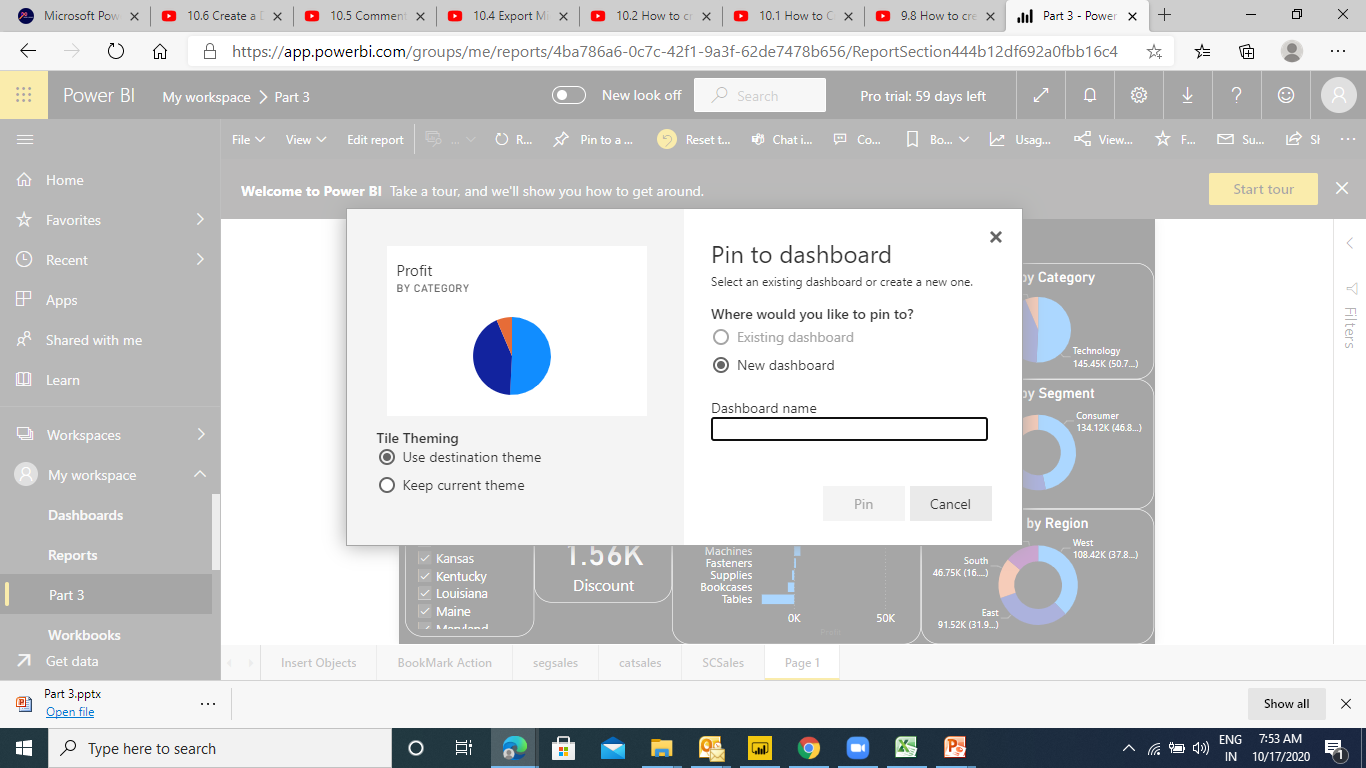 Microsoft Pow
10.6 Create a D
10.5 Comment
10.4 Export Mi
10.2 How to cr
10.1 How to C
9.8 How to cre
Part 3 - Power
https://app.powerbi.com/groups/me/reports/4ba786a6-0c7c-42f1-9a3f-62de7478b656/ReportSection444b12df692a0fbb16c4
Power BI
My workspace > Part 3
New look off
Search
Pro trial: 59 days left
File
View
Edit report
...
R...
Pin to a ...
Reset t...
Chat i...
Co...
Bo...
Usag...
View...
F...
Su...
Sh
Home
Favorites
Recent
Apps
Shared with me
Learn
Workspaces
My workspace
Dashboards
Reports
Part 3
Workbooks
Get data
Welcome to Power BI Take a tour, and we'll show you how to get around.
Start tour
Profit
BY CATEGORY
Tile Theming
Use destination theme
Keep current theme
Pin to dashboard
Select an existing dashboard or create a new one.
Where would you like to pin to?
Existing dashboard
New dashboard
Dashboard name
Pin
Cancel
by Category
Technology
145.45K (50.7...)
by Segment
Consumer
134.12K (46.8...)
by Region
West
108.42K (37.8...)
South
46.75K (16....)
East
91.52K (31.9...)
Filters
Kansas
Kentucky
Louisiana
Maine
Maryland
1.56K
Discount
Machines
Fasteners
Supplies
Bookcases
Tables
0K
50K
Insert Objects
BookMark Action
segsales
catsales
SCSales
Page 1
Part 3.pptx
Open file
Show all
Type here to search
ENG
IN
7:53 AM
10/17/2020
1